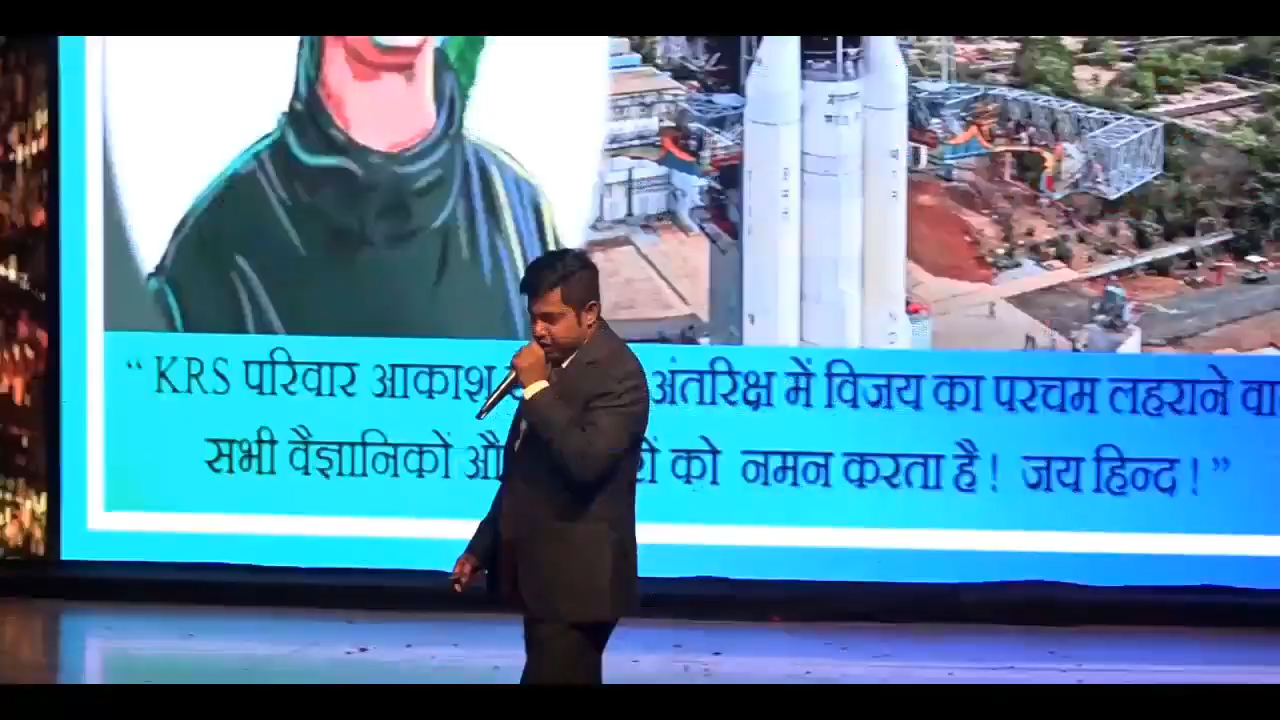 “ KRS परिवार आकाश अंतरिक्ष में विजय का परचम लहराने वा
सभी वैज्ञानिकों औ रों को नमन करता है ! जय हिन्द ! ”